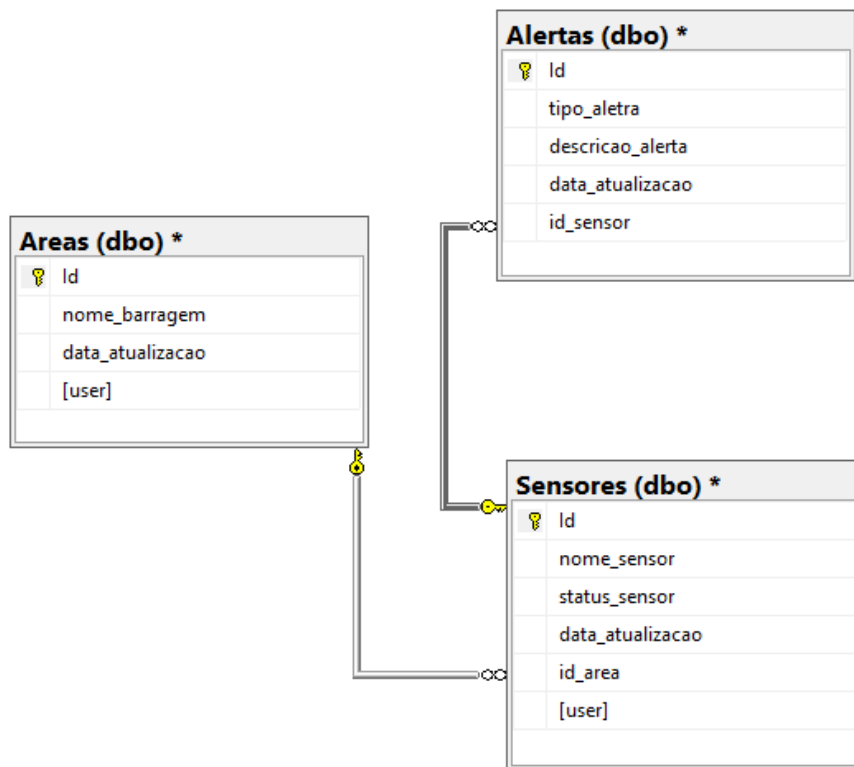 Alertas (dbo) *
Id
tipo_aletra
descricao_alerta
data_atualizacao
id_sensor
Areas (dbo) *
Id
nome_barragem
data_atualizacao
[user]
Sensores (dbo) *
Id
nome_sensor
status_sensor
data_atualizacao
id_area
[user]